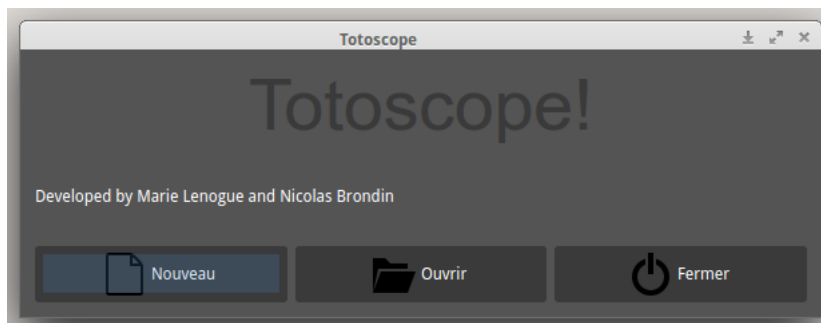 Totoscope
Totoscope!
Developed by Marie Lenogue and Nicolas Brondin
Nouveau Ouvrir Fermer